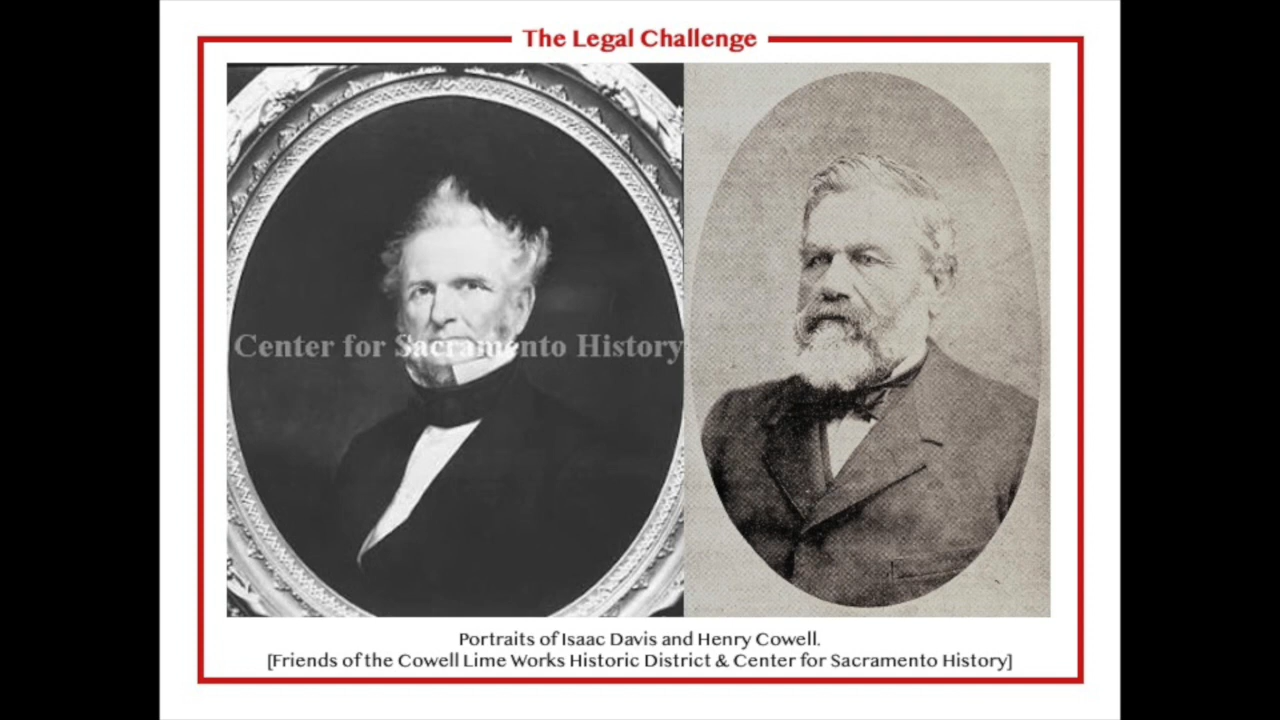 The Legal Challenge
Center for Sacramento History
Portraits of Isaac Davis and Henry Cowell.
[Friends of the Cowell Lime Works Historic District & Center for Sacramento History]